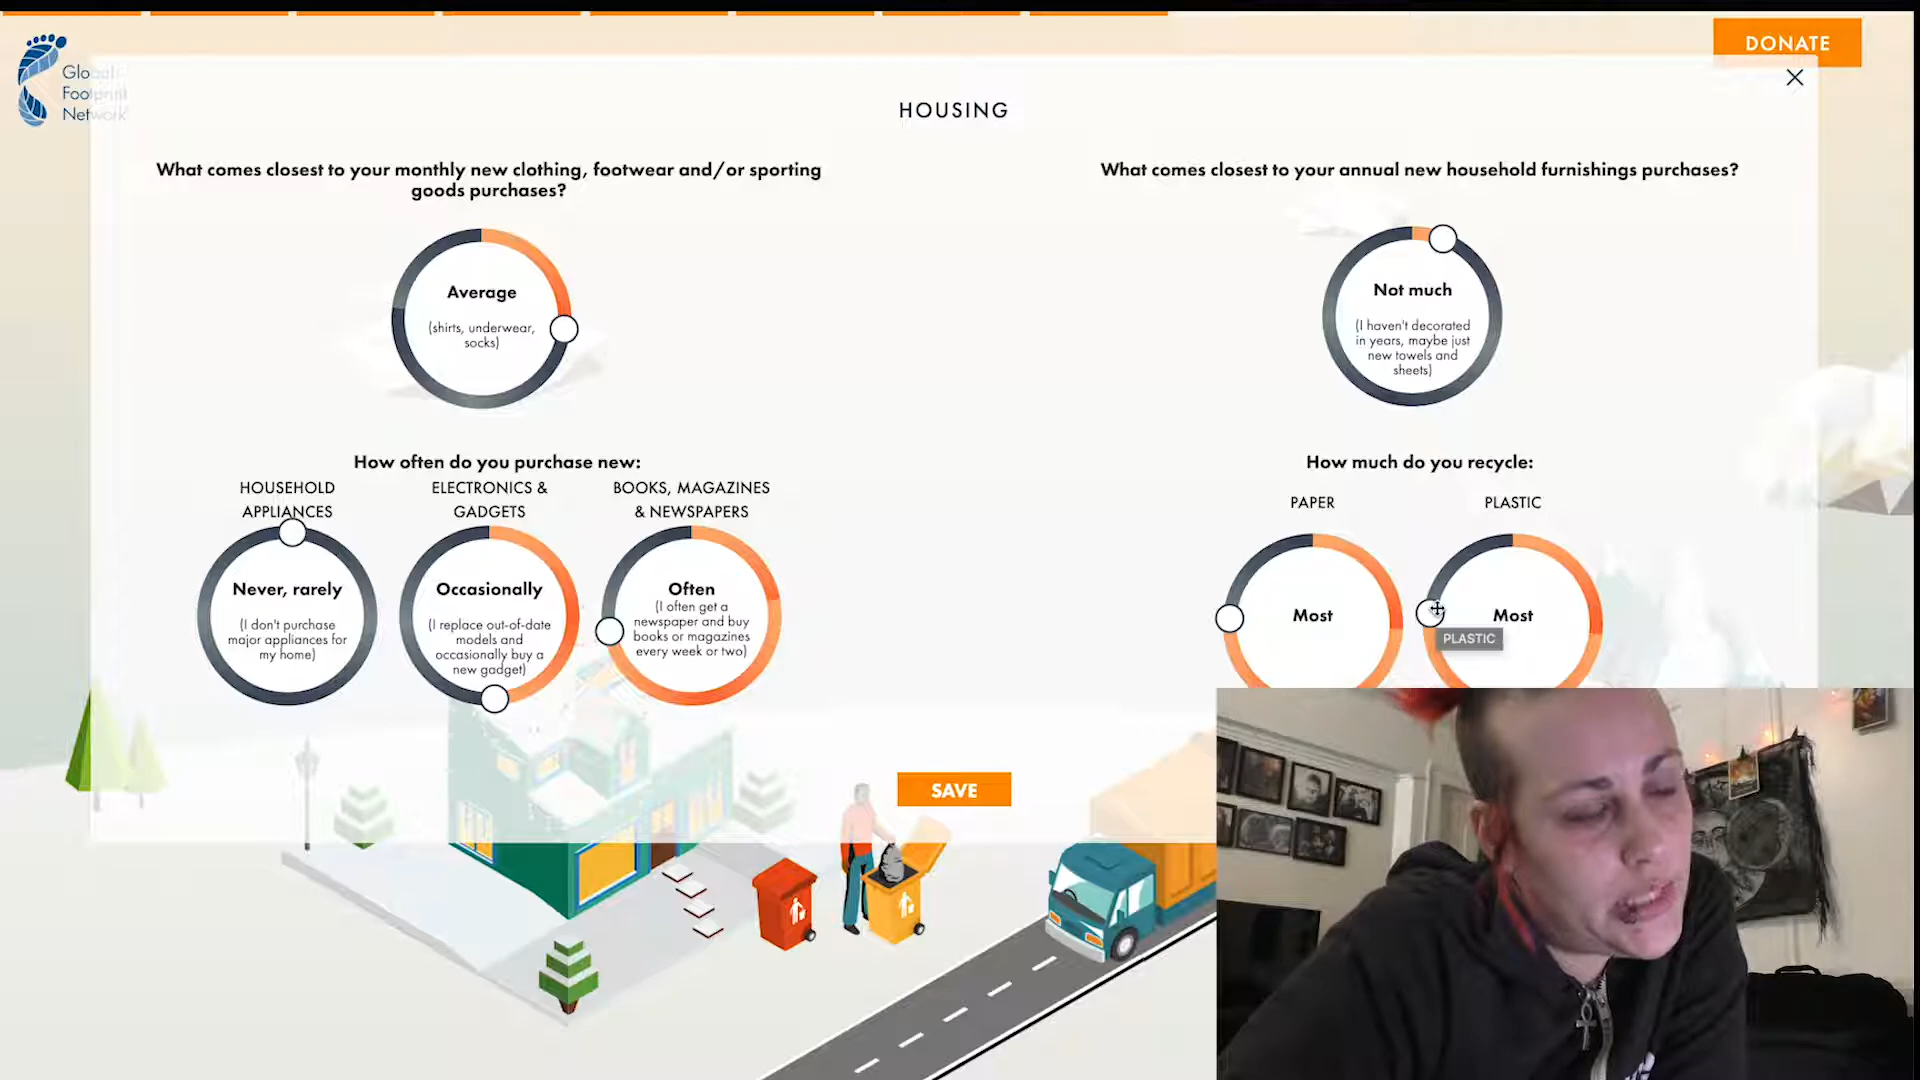 DONATE
Global
Footprint
Network
HOUSING
What comes closest to your monthly new clothing, footwear and/or sporting
goods purchases?
Average
(shirts, underwear,
socks)
What comes closest to your annual new household furnishings purchases?
Not much
(I haven't decorated
in years, maybe just
new towels and
sheets)
How often do you purchase new:
HOUSEHOLD
APPLIANCES
Never, rarely
(I don't purchase
major appliances for
my home)
ELECTRONICS &
GADGETS
Occasionally
(I replace out-of-date
models and
occasionally buy a
new gadget)
BOOKS, MAGAZINES
& NEWSPAPERS
Often
(I often get a
newspaper and buy
books or magazines
every week or two)
How much do you recycle:
PAPER
Most
PLASTIC
Most
PLASTIC
SAVE